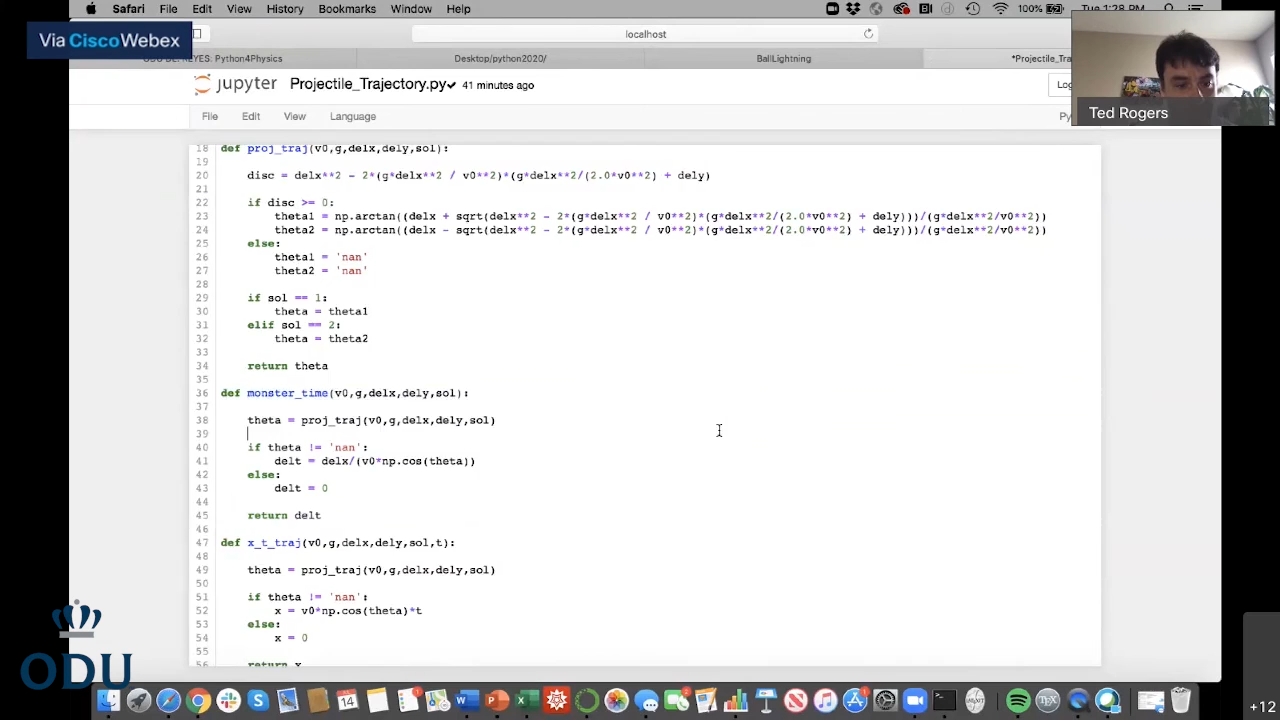 Safari File Edit View History Bookmarks Window Help 100% Tue 1:28 PM
Via Cisco Webex
localhost
NEYES: Python4Physics Desktop/python2020/ BallLightning *Projectile_Tra
jupyter Projectile_Trajectory.py✔ 41 minutes ago
Ted Rogers
File Edit View Language
18 def proj_traj(v0,g,delx,dely,sol):
19
20 disc = delx**2 - 2*(g*delx**2 / v0**2)*(g*delx**2/(2.0*v0**2) + dely)
21
22 if disc >= 0:
23 theta1 = np.arctan((delx + sqrt(delx**2 - 2*(g*delx**2 / v0**2)*(g*delx**2/(2.0*v0**2) + dely)))/(g*delx**2/v0**2))
24 theta2 = np.arctan((delx - sqrt(delx**2 - 2*(g*delx**2 / v0**2)*(g*delx**2/(2.0*v0**2) + dely)))/(g*delx**2/v0**2))
25 else:
26 theta1 = 'nan'
27 theta2 = 'nan'
28
29 if sol == 1:
30 theta = theta1
31 elif sol == 2:
32 theta = theta2
33
34 return theta
35
36 def monster_time(v0,g,delx,dely,sol):
37
38 theta = proj_traj(v0,g,delx,dely,sol)
39
40 if theta != 'nan':
41 delt = delx/(v0*np.cos(theta))
42 else:
43 delt = 0
44
45 return delt
46
47 def x_t_traj(v0,g,delx,dely,sol,t):
48
49 theta = proj_traj(v0,g,delx,dely,sol)
50
51 if theta != 'nan':
52 x = v0*np.cos(theta)*t
53 else:
54 x = 0
55
56 return x
ODU
+12